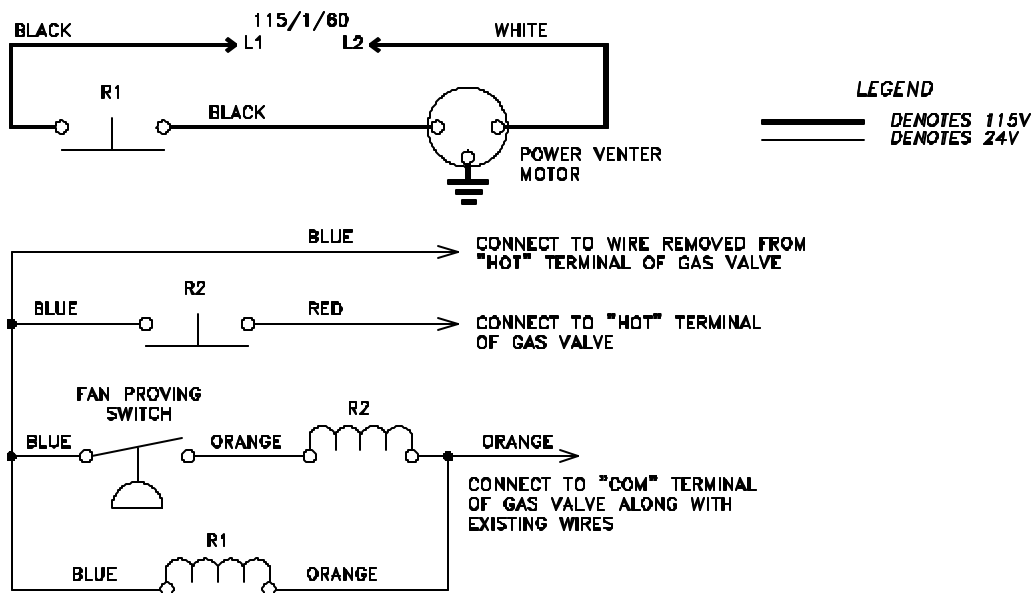 115/1/60
BLACK
L1
L2
WHITE
R1
BLACK
POWER VENTER
MOTOR
LEGEND
DENOTES 115V
DENOTES 24V
BLUE
CONNECT TO WIRE REMOVED FROM
"HOT" TERMINAL OF GAS VALVE
R2
BLUE
RED
CONNECT TO "HOT" TERMINAL
OF GAS VALVE
FAN PROVING
SWITCH
R2
BLUE
ORANGE
ORANGE
CONNECT TO "COM" TERMINAL
OF GAS VALVE ALONG WITH
EXISTING WIRES
R1
BLUE
ORANGE